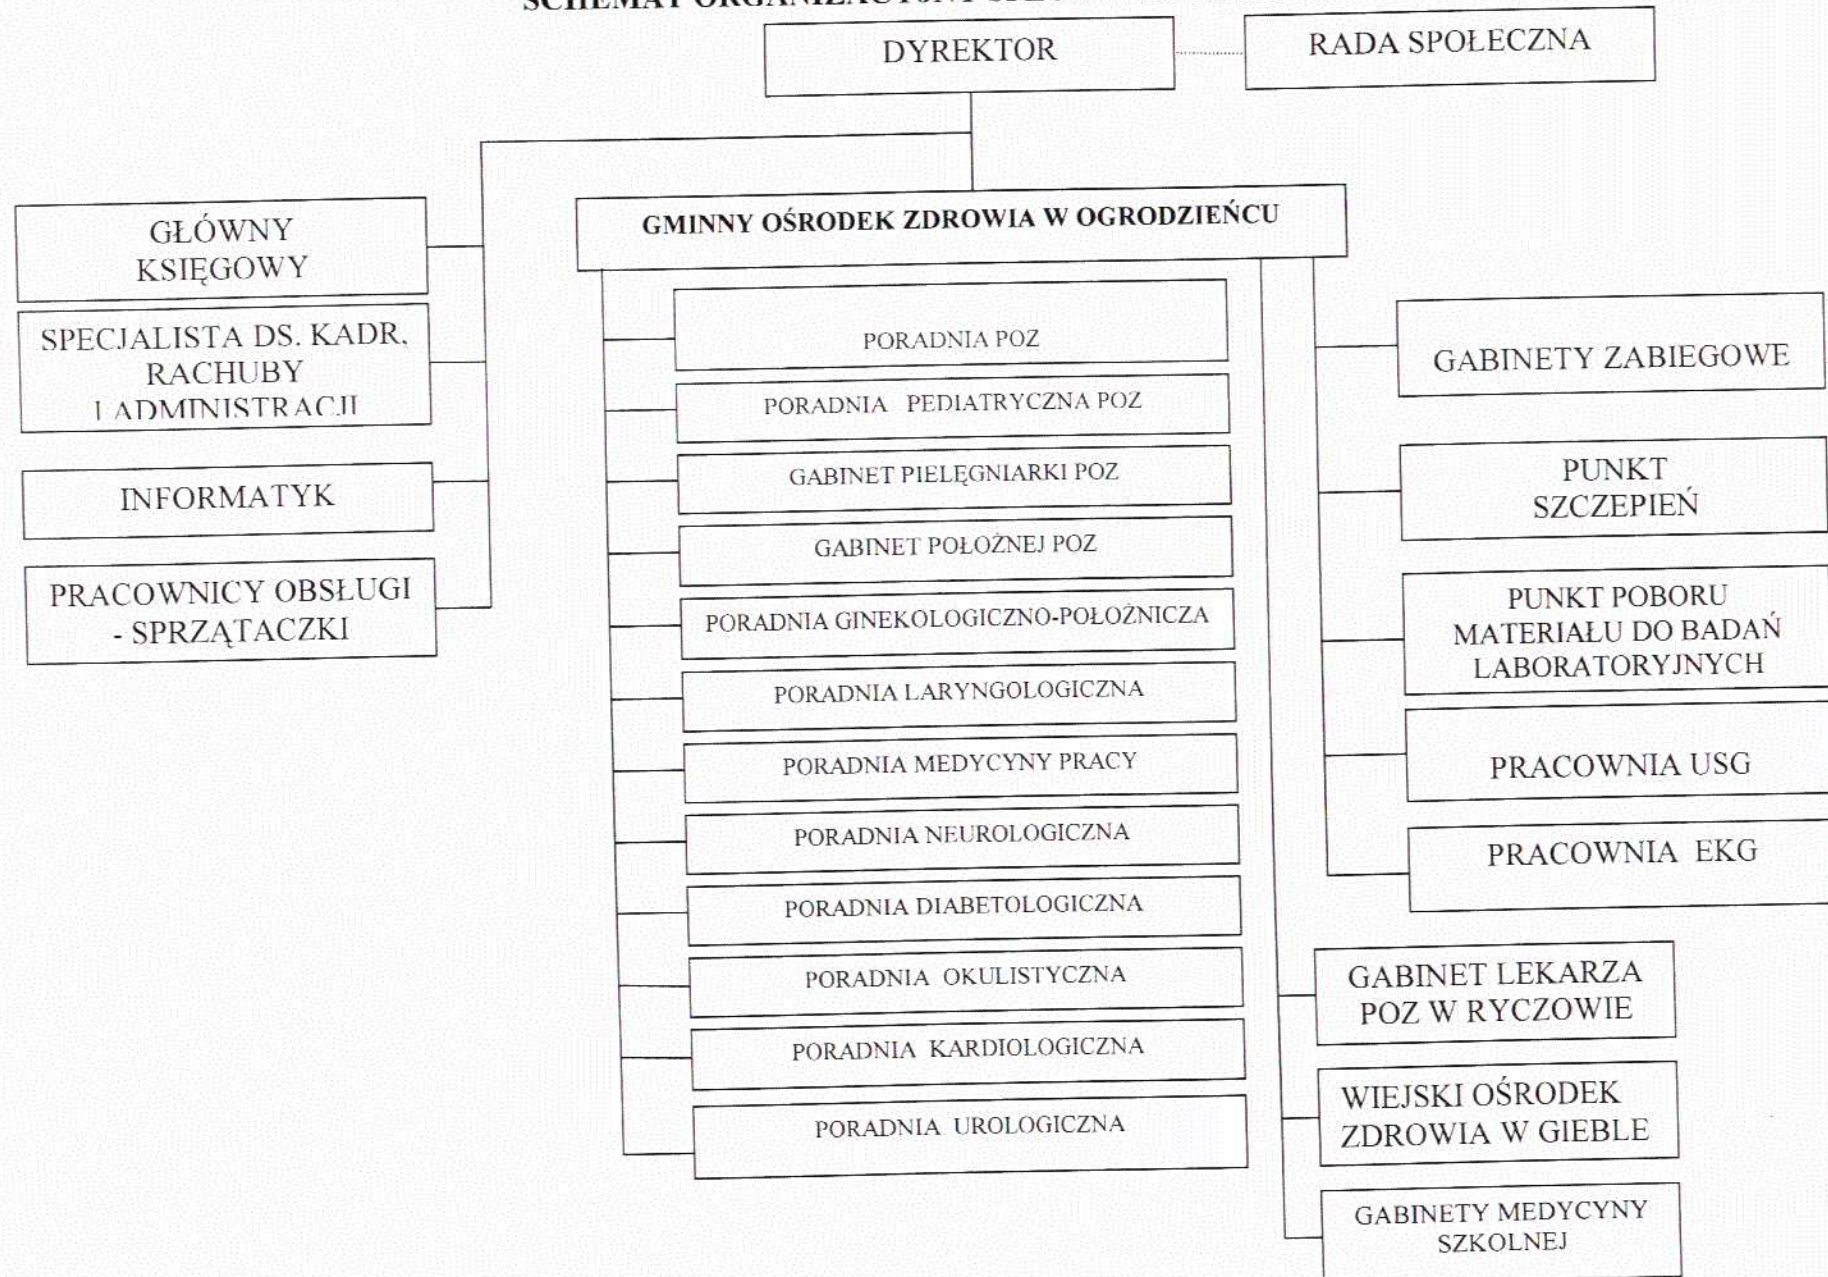 SCHEMAT ORGANIZACYJNY
DYREKTOR
RADA SPOŁECZNA
GŁÓWNY
KSIĘGOWY
SPECJALISTA DS. KADR,
RACHUBY
I ADMINISTRACJI
INFORMATYK
PRACOWNICY OBSŁUGI
- SPRZĄTACZKI
GMINNY OŚRODEK ZDROWIA W OGRODZIEŃCU
PORADNIA POZ
PORADNIA PEDIATRYCZNA POZ
GABINET PIELĘGNIARKI POZ
GABINET POŁOŻNEJ POZ
PORADNIA GINEKOLOGICZNO-POŁOŻNICZA
PORADNIA LARYNGOLOGICZNA
PORADNIA MEDYCYNY PRACY
PORADNIA NEUROLOGICZNA
PORADNIA DIABETOLOGICZNA
PORADNIA OKULISTYCZNA
PORADNIA KARDIOLOGICZNA
PORADNIA UROLOGICZNA
GABINETY ZABIEGOWE
PUNKT
SZCZEPIEŃ
PUNKT POBORU
MATERIAŁU DO BADAŃ
LABORATORYJNYCH
PRACOWNIA USG
PRACOWNIA EKG
GABINET LEKARZA
POZ W RYCZOWIE
WIEJSKI OŚRODEK
ZDROWIA W GIEBLE
GABINETY MEDYCYNY
SZKOLNEJ